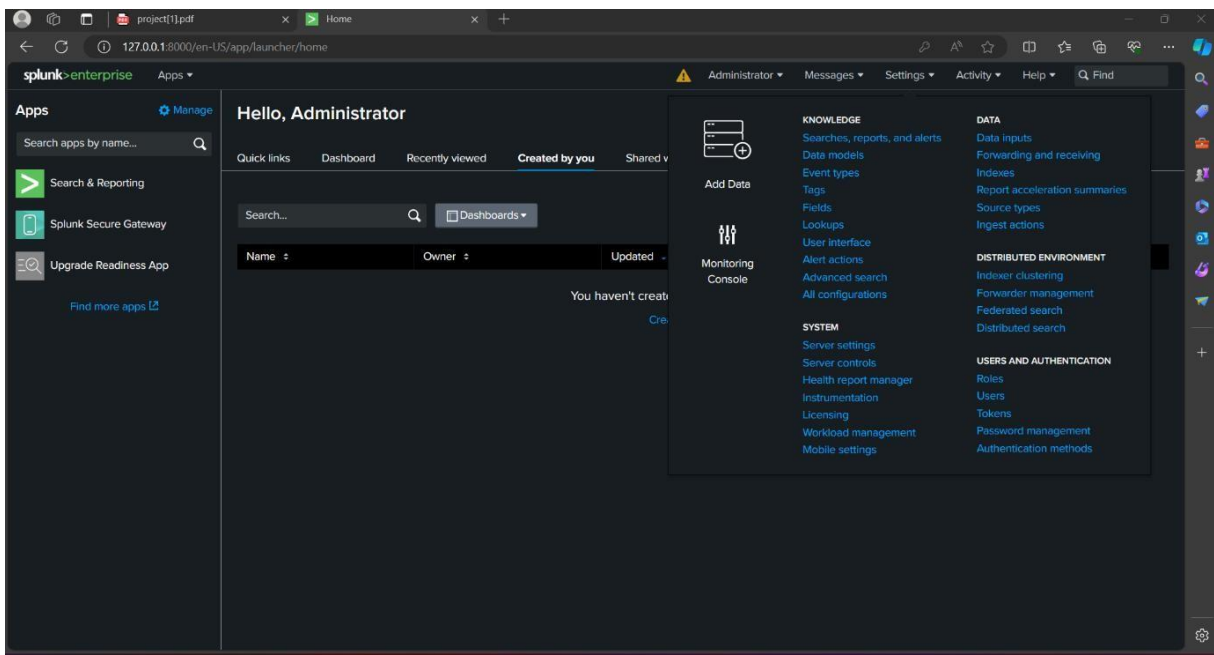 project[1].pdf
Home
127.0.0.1:8000/en-US/app/launcher/home
splunk>enterprise Apps
Administrator Messages Settings Activity Help Find
Apps Manage
Search apps by name...
Search & Reporting
Splunk Secure Gateway
Upgrade Readiness App
Find more apps
Hello, Administrator
Quick links Dashboard Recently viewed Created by you Shared w
Search... Dashboards
Name Owner Updated
You haven't creat
Cre
Add Data
Monitoring
Console
KNOWLEDGE
Searches, reports, and alerts
Data models
Event types
Tags
Fields
Lookups
User interface
Alert actions
Advanced search
All configurations
SYSTEM
Server settings
Server controls
Health report manager
Instrumentation
Licensing
Workload management
Mobile settings
DATA
Data inputs
Forwarding and receiving
Indexes
Report acceleration summaries
Source types
Ingest actions
DISTRIBUTED ENVIRONMENT
Indexer clustering
Forwarder management
Federated search
Distributed search
USERS AND AUTHENTICATION
Roles
Users
Tokens
Password management
Authentication methods